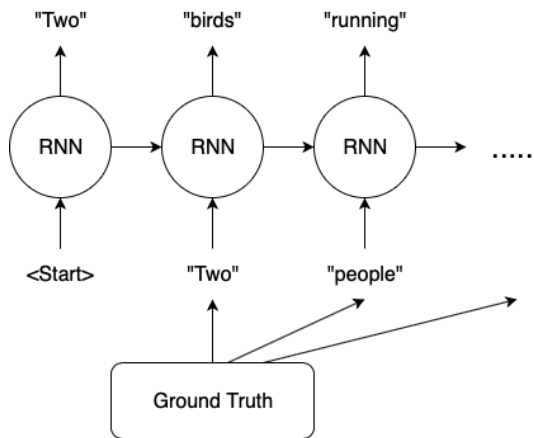 "Two" "birds" "running"
RNN RNN RNN .....
<Start> "Two" "people"
Ground Truth